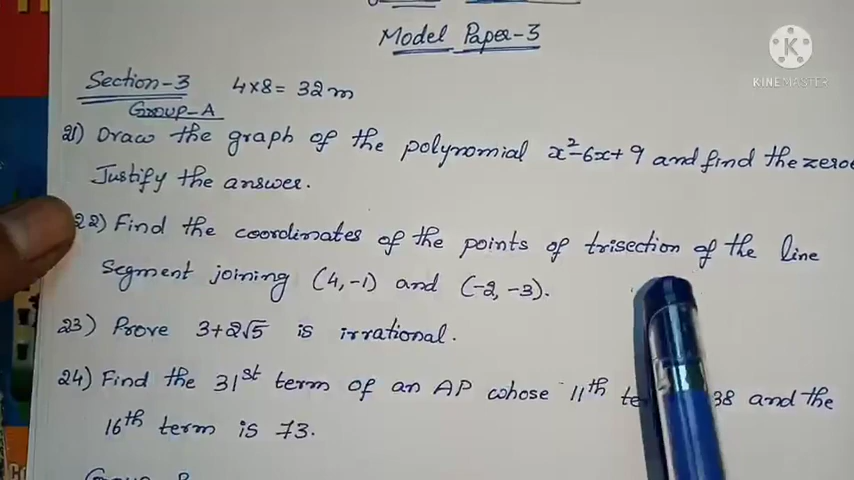 Model Paper-3
KINEMASTER
Section-3 4×8= 32m
Group-A
21) Draw the graph of the polynomial x²-6x+9 and find the zeroe
Justify the answer.
22) Find the coordinates of the points of trisection of the line
Segment joining (4,-1) and (-2,-3).
23) Prove 3+2√5 is irrational.
24) Find the 31st term of an AP whose 11th te 38 and the
16th term is 73.